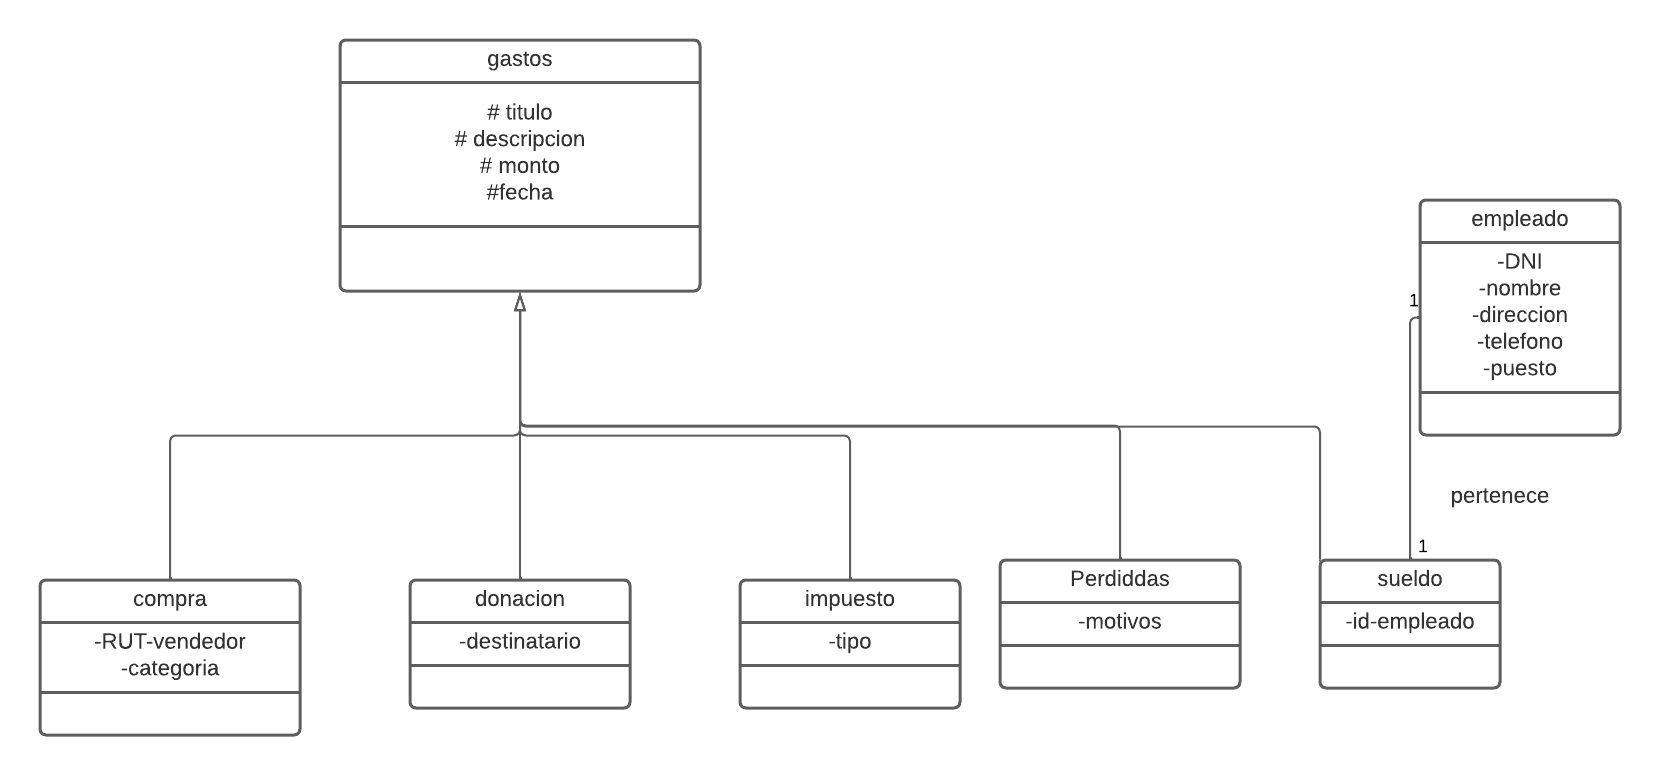 gastos
# titulo
# descripcion
# monto
#fecha
empleado
-DNI
-nombre
-direccion
-telefono
-puesto
1
pertenece
1
compra
-RUT-vendedor
-categoria
donacion
-destinatario
impuesto
-tipo
Perdiddas
-motivos
sueldo
-id-empleado